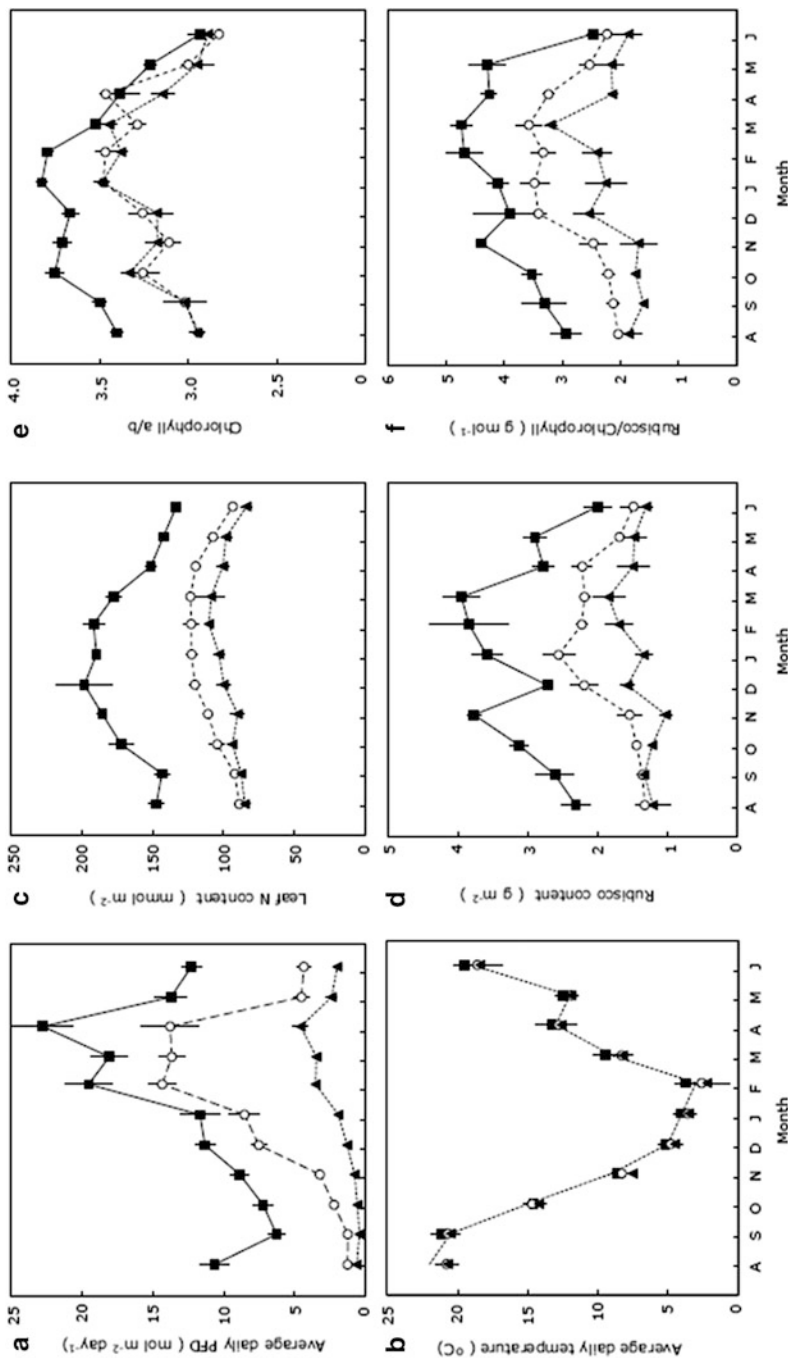 a
25
20
15
10
5
0
Average daily PFD ( mol m⁻² day⁻¹)
b
25
20
15
10
5
0
Average daily temperature ( ºC)
A S O N D J F M A M J
Month
c
250
200
150
100
50
0
Leaf N content ( mmol m⁻²)
d
5
4
3
2
1
0
Rubisco content ( g m⁻²)
A S O N D J F M A M J
Month
e
4.0
3.5
3.0
2.5
Chlorophyll a/b
f
6
5
4
3
2
1
0
Rubisco/Chlorophyll ( g mol⁻¹)
A S O N D J F M A M J
Month